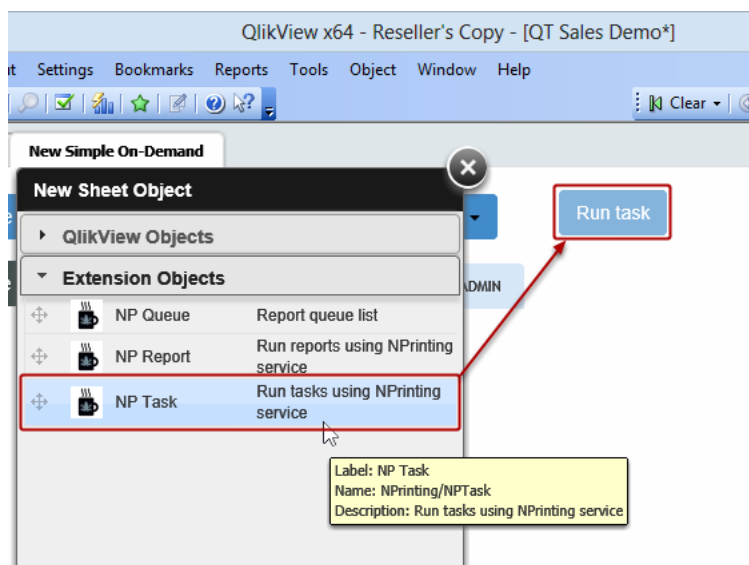 QlikView x64 - Reseller's Copy - [QT Sales Demo*]
Settings Bookmarks Reports Tools Object Window Help
Clear
New Simple On-Demand
New Sheet Object
Run task
QlikView Objects
Extension Objects
ADMIN
NP Queue Report queue list
NP Report Run reports using NPrinting
service
NP Task Run tasks using NPrinting
service
Label: NP Task
Name: NPrinting/NPTask
Description: Run tasks using NPrinting service